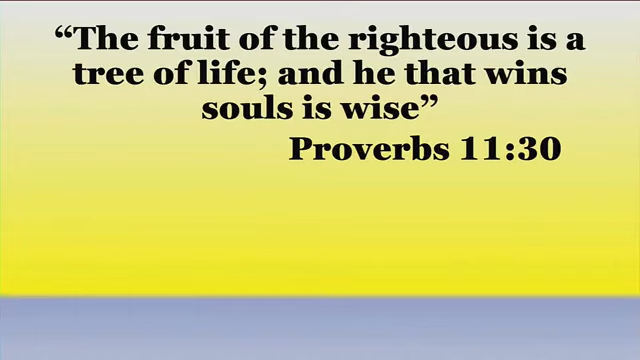 “The fruit of the righteous is a
tree of life; and he that wins
souls is wise”
Proverbs 11:30